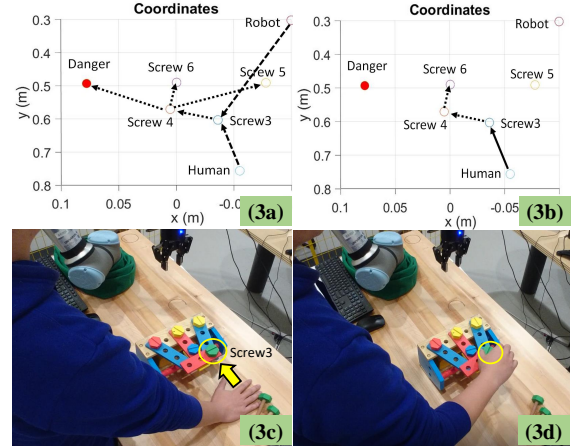 Coordinates
0.3
0.4
0.5
0.6
0.7
0.8
y (m)
0.1
0.05
0
-0.05
x (m)
Robot
Danger
Screw 6
Screw 5
Screw 4
Screw3
Human
(3a)
Coordinates
0.3
0.4
0.5
0.6
0.7
0.8
y (m)
0.1
0.05
0
-0.05
x (m)
Robot
Danger
Screw 6
Screw 5
Screw 4
Screw3
Human
(3b)
Screw3
(3c)
(3d)